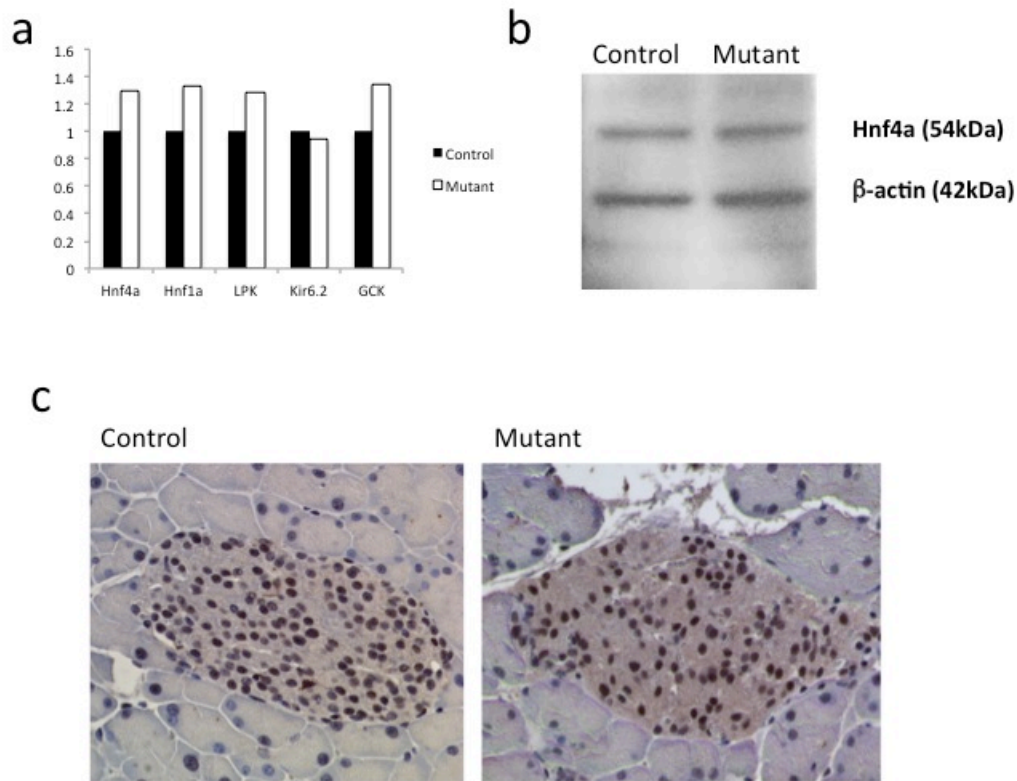 a
1.6
1.4
1.2
1
0.8
0.6
0.4
0.2
0
Hnf4a Hnf1a LPK Kir6.2 GCK
Control
Mutant
b
Control Mutant
Hnf4a (54kDa)
β-actin (42kDa)
c
Control Mutant